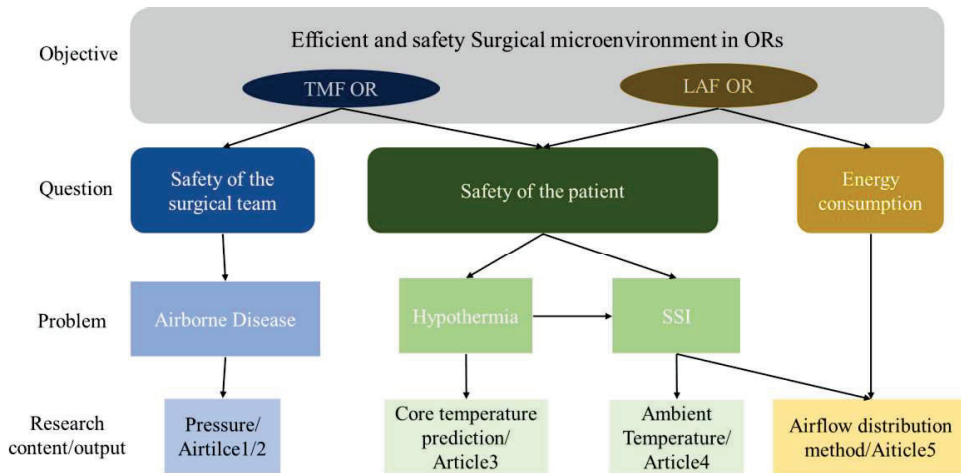 Objective
Efficient and safety Surgical microenvironment in ORs
TMF OR
LAF OR
Question
Safety of the
surgical team
Safety of the patient
Energy
consumption
Problem
Airborne Disease
Hypothermia
SSI
Research
content/output
Pressure/
Airtilce1/2
Core temperature
prediction/
Article3
Ambient
Temperature/
Article4
Airflow distribution
method/Aiticle5